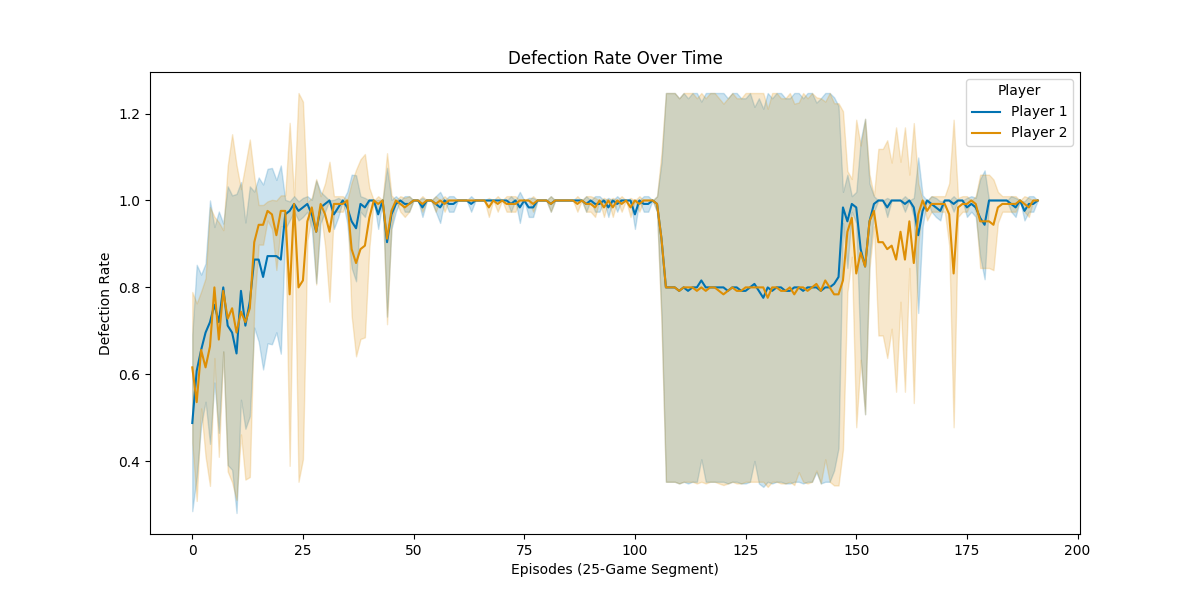 Defection Rate Over Time
Player
Player 1
Player 2
Defection Rate
1.2
1.0
0.8
0.6
0.4
0
25
50
75
100
125
150
175
200
Episodes (25-Game Segment)